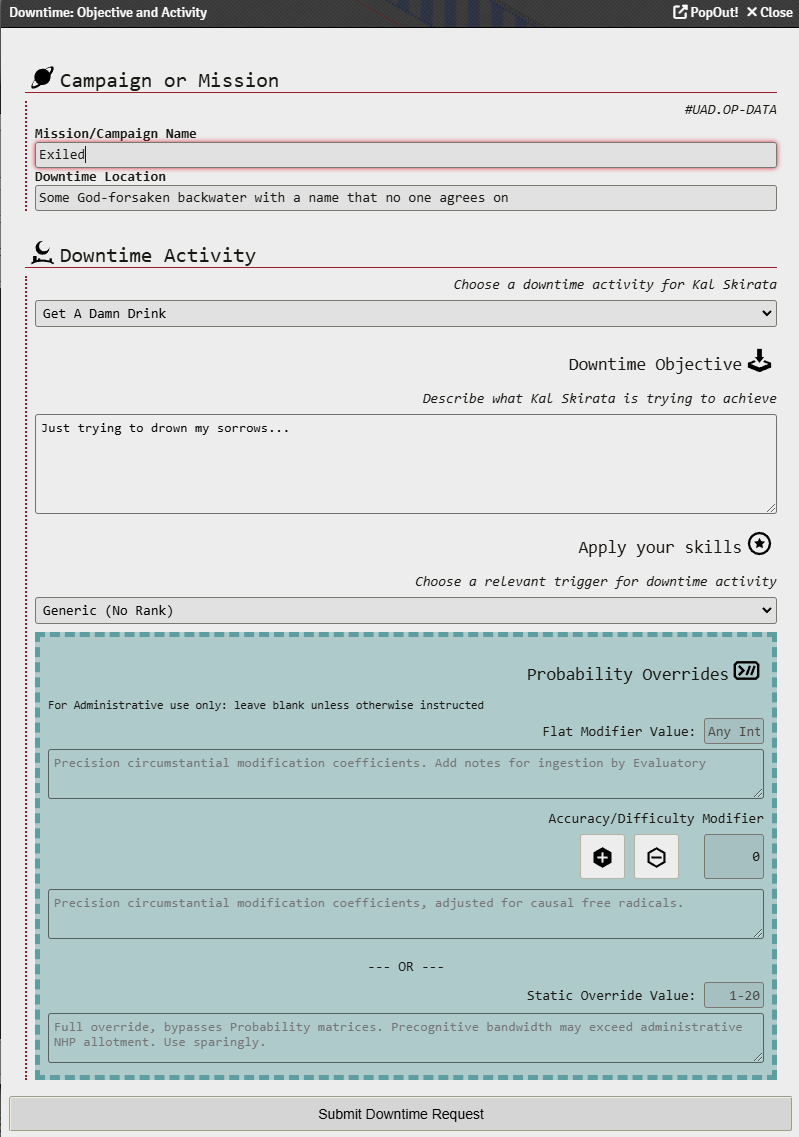 Downtime: Objective and Activity
PopOut! Close
Campaign or Mission
#UAD.OP-DATA
Mission/Campaign Name
Exiled
Downtime Location
Some God-forsaken backwater with a name that no one agrees on
Downtime Activity
Choose a downtime activity for Kal Skirata
Get A Damn Drink
Downtime Objective
Describe what Kal Skirata is trying to achieve
Just trying to drown my sorrows...
Apply your skills
Choose a relevant trigger for downtime activity
Generic (No Rank)
Probability Overrides
For Administrative use only: leave blank unless otherwise instructed
Flat Modifier Value: Any Int
Precision circumstantial modification coefficients. Add notes for ingestion by Evaluatory
Accuracy/Difficulty Modifier
0
Precision circumstantial modification coefficients, adjusted for causal free radicals.
--- OR ---
Static Override Value: 1-20
Full override, bypasses Probability matrices. Precognitive bandwidth may exceed administrative
NHP allotment. Use sparingly.
Submit Downtime Request